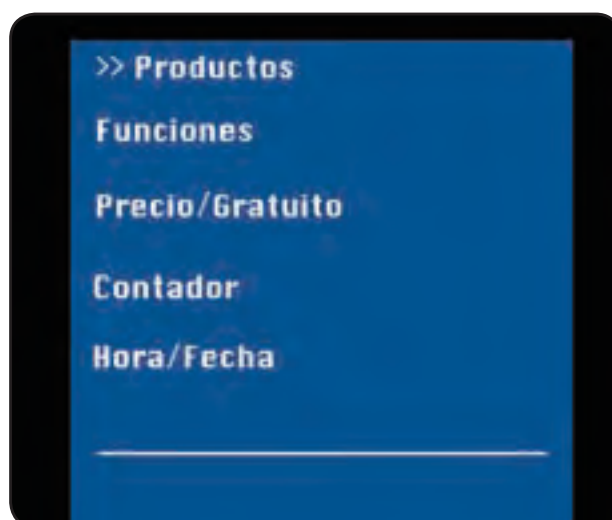 >> Productos
Funciones
Precio/Gratuito
Contador
Hora/Fecha